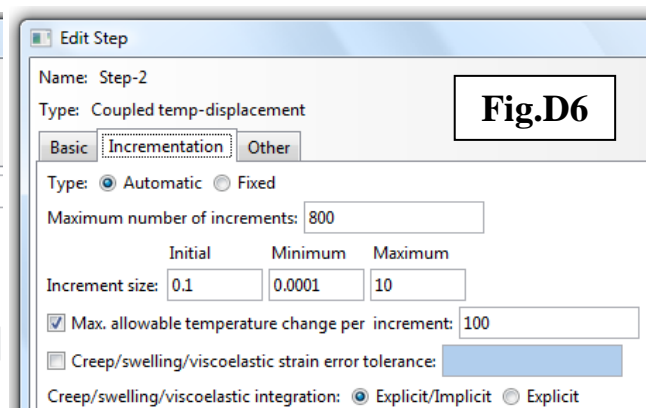 Edit Step
Name: Step-2
Type: Coupled temp-displacement
Fig.D6
Basic Incrementation Other
Type: Automatic Fixed
Maximum number of increments: 800
Initial Minimum Maximum
Increment size: 0.1 0.0001 10
Max. allowable temperature change per increment: 100
Creep/swelling/viscoelastic strain error tolerance:
Creep/swelling/viscoelastic integration: Explicit/Implicit Explicit